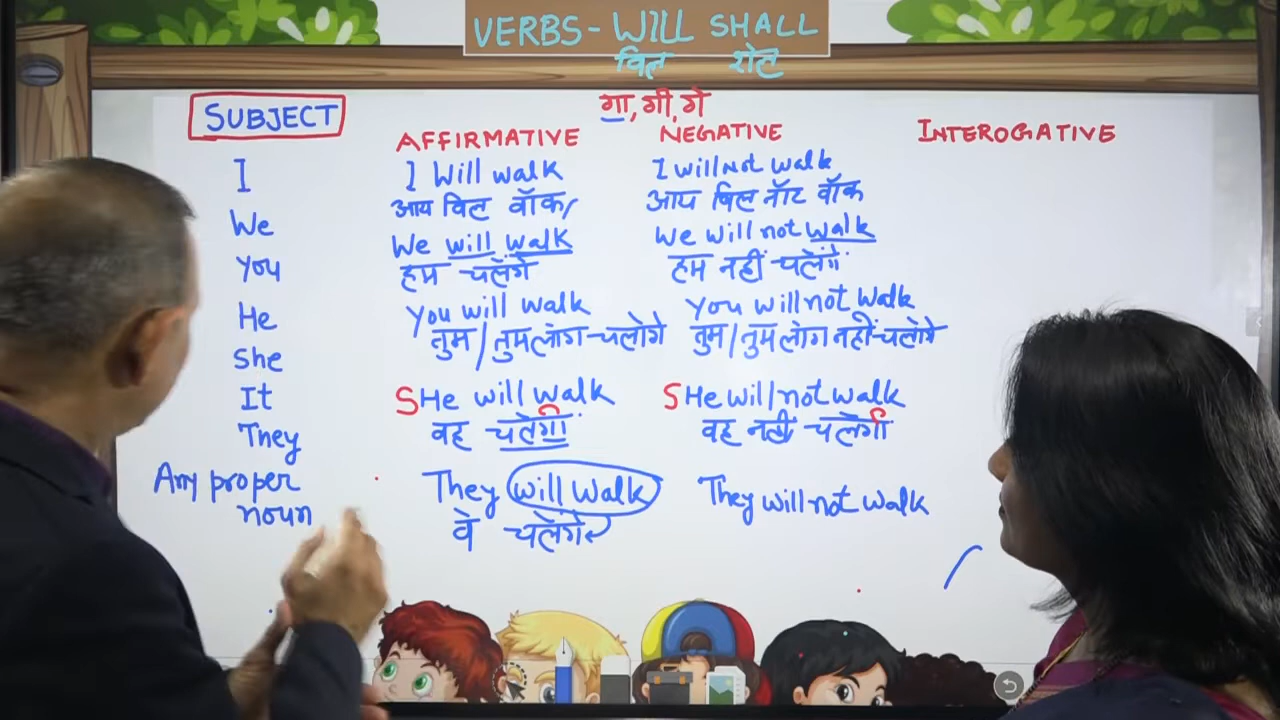 VERBS - WILL SHALL
विल शेल
गा, गी, गे
SUBJECT
AFFIRMATIVE NEGATIVE INTEROGATIVE
I
We
You
He
She
It
They
Any proper
noun
I Will walk
आय विल वॉक
We will walk
हम चलेंगे
You will walk
तुम/तुमलोग चलोगे
SHe will walk
वह चलेगी
They will walk
वे चलेंगे
I will Not walk
आय विल नॉट वॉक
We will not walk
हम नहीं चलेंगे
You will not walk
तुम/तुमलोग नहीं चलोगे
SHe will not walk
वह नहीं चलेगी
They will not walk